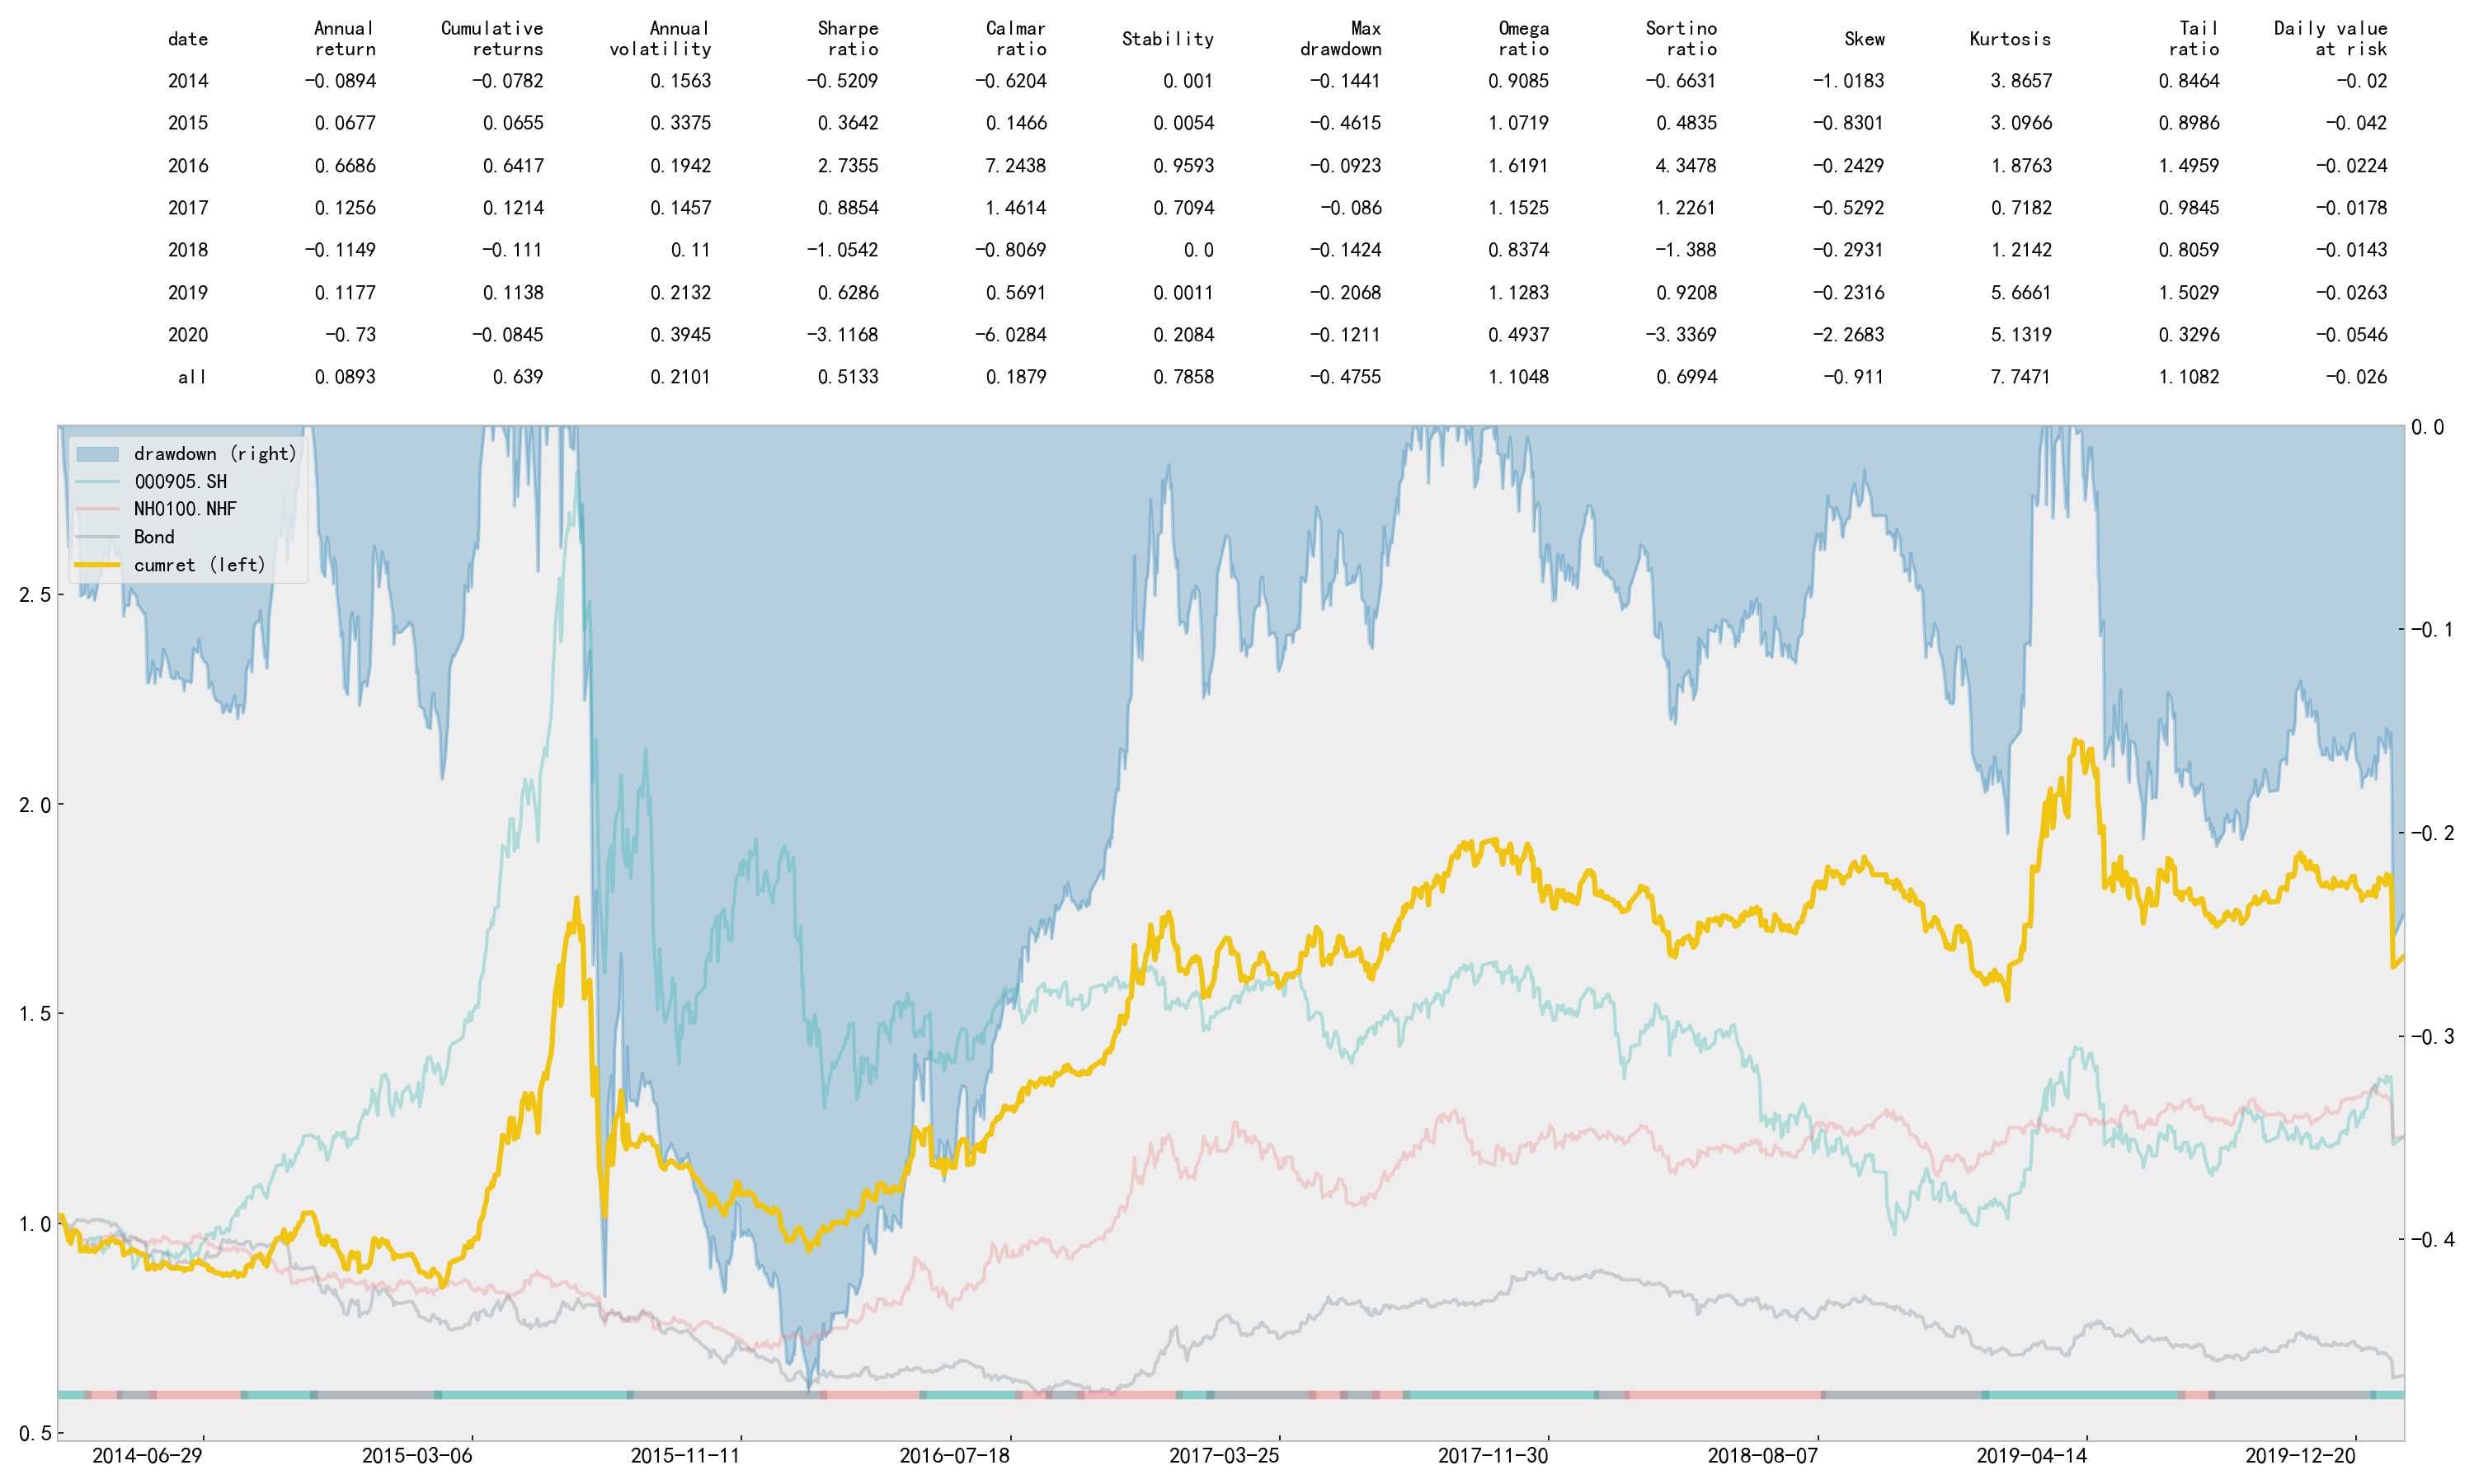 date Annual return Cumulative returns Annual volatility Sharpe ratio Calmar ratio Stability Max drawdown Omega ratio Sortino ratio Skew Kurtosis Tail ratio Daily value at risk
2014 -0.0894 -0.0782 0.1563 -0.5209 -0.6204 0.001 -0.1441 0.9085 -0.6631 -1.0183 3.8657 0.8464 -0.02
2015 0.0677 0.0655 0.3375 0.3642 0.1466 0.0054 -0.4615 1.0719 0.4835 -0.8301 3.0966 0.8986 -0.042
2016 0.6686 0.6417 0.1942 2.7355 7.2438 0.9593 -0.0923 1.6191 4.3478 -0.2429 1.8763 1.4959 -0.0224
2017 0.1256 0.1214 0.1457 0.8854 1.4614 0.7094 -0.086 1.1525 1.2261 -0.5292 0.7182 0.9845 -0.0178
2018 -0.1149 -0.111 0.11 -1.0542 -0.8069 0.0 -0.1424 0.8374 -1.388 -0.2931 1.2142 0.8059 -0.0143
2019 0.1177 0.1138 0.2132 0.6286 0.5691 0.0011 -0.2068 1.1283 0.9208 -0.2316 5.6661 1.5029 -0.0263
2020 -0.73 -0.0845 0.3945 -3.1168 -6.0284 0.2084 -0.1211 0.4937 -3.3369 -2.2683 5.1319 0.3296 -0.0546
all 0.0893 0.639 0.2101 0.5133 0.1879 0.7858 -0.4755 1.1048 0.6994 -0.911 7.7471 1.1082 -0.026
drawdown (right)
000905.SH
NH0100.NHF
Bond
cumret (left)
2.5
2.0
1.5
1.0
0.5
0.0
-0.1
-0.2
-0.3
-0.4
2014-06-29 2015-03-06 2015-11-11 2016-07-18 2017-03-25 2017-11-30 2018-08-07 2019-04-14 2019-12-20